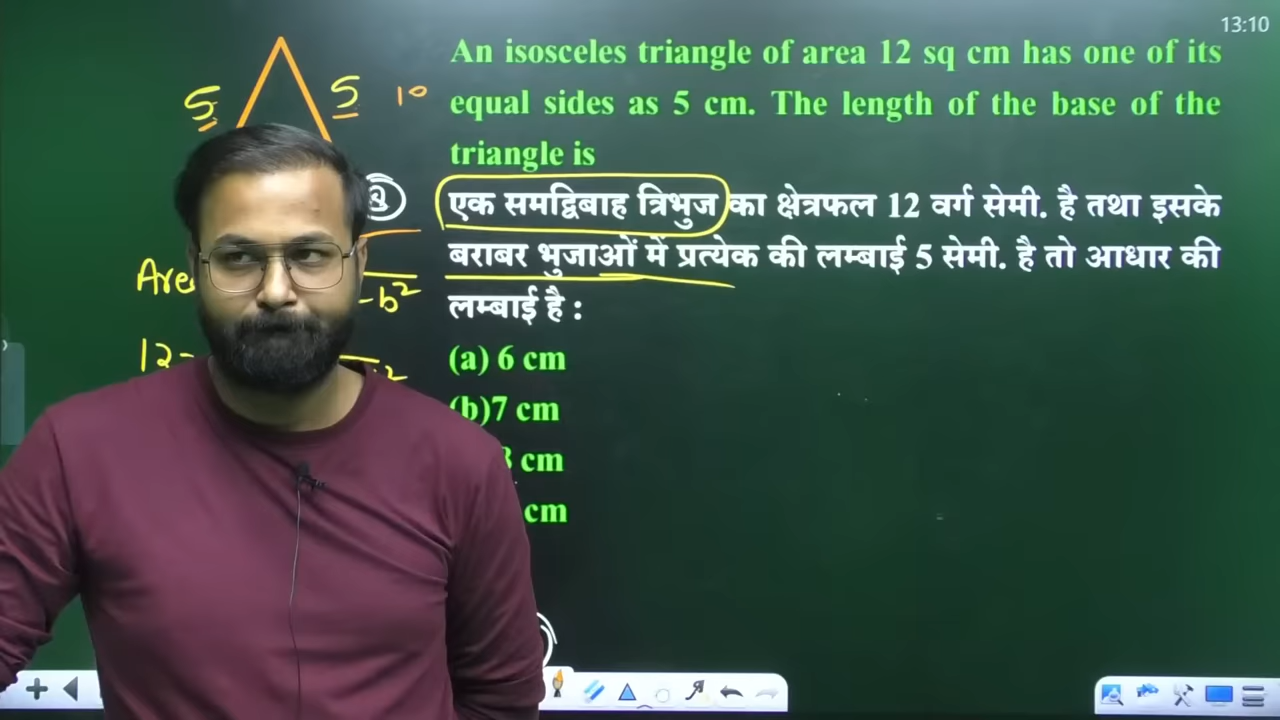 13:10
An isosceles triangle of area 12 sq cm has one of its
equal sides as 5 cm. The length of the base of the
triangle is
एक समद्विबाह त्रिभुज का क्षेत्रफल 12 वर्ग सेमी. है तथा इसके
बराबर भुजाओं में प्रत्येक की लम्बाई 5 सेमी. है तो आधार की
लम्बाई है :
(a) 6 cm
(b)7 cm
cm
cm
5 5 10
- b²
12=